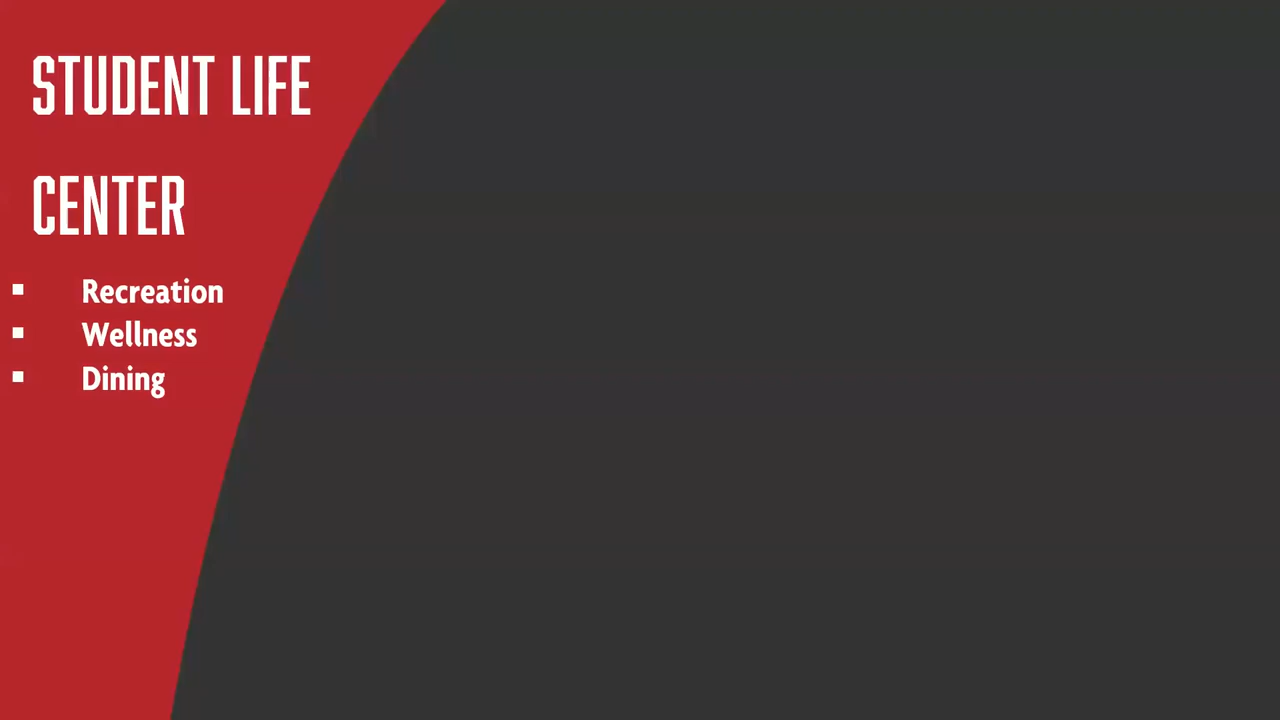 STUDENT LIFE
CENTER
▪ Recreation
▪ Wellness
▪ Dining